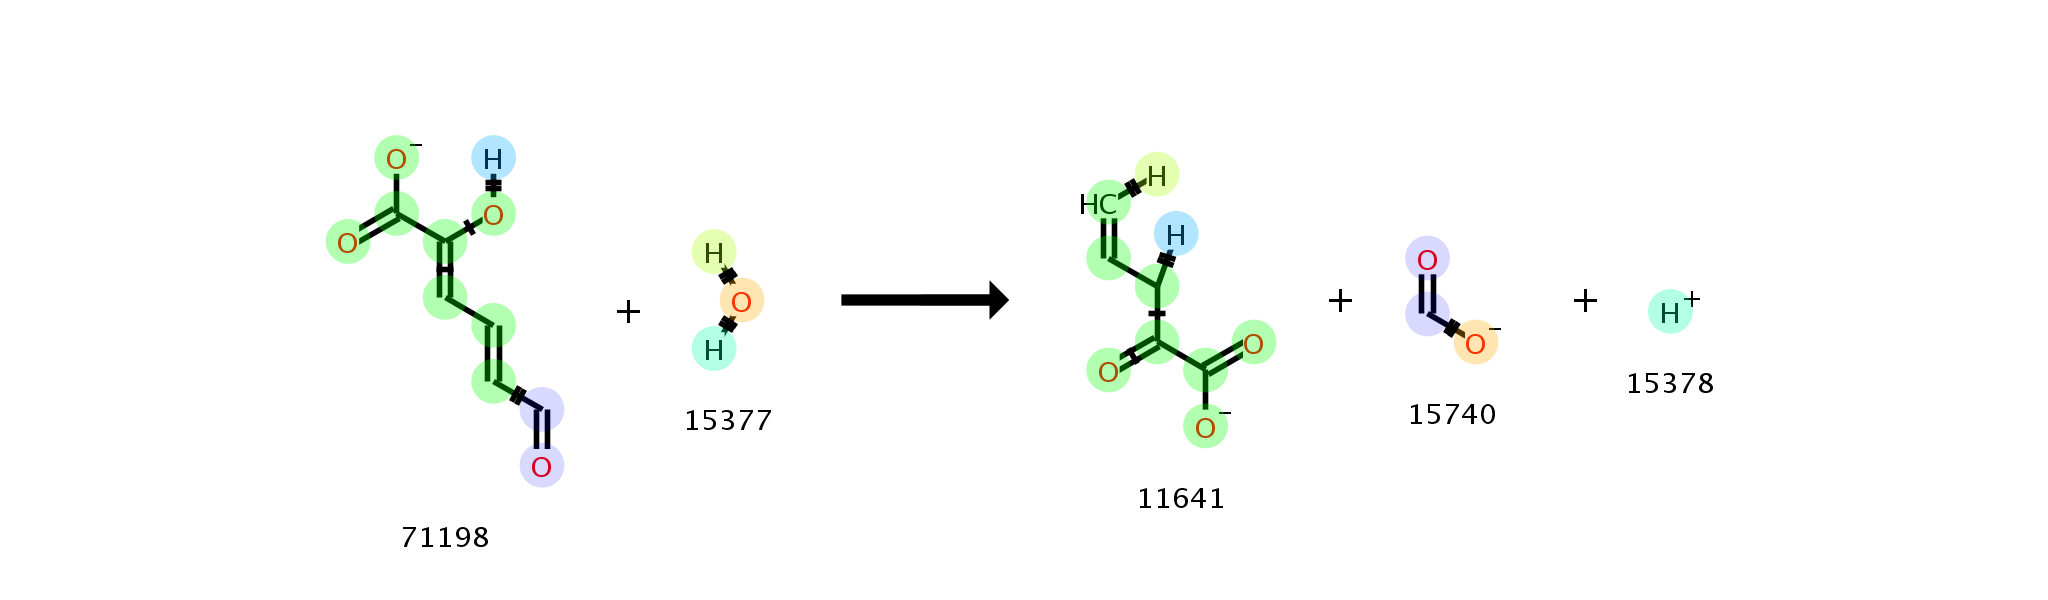 O⁻ H
O O
H
O
H
O
+
71198
15377
H
HC
H
O O
O⁻
11641
+
O
O⁻
15740
+
H⁺
15378